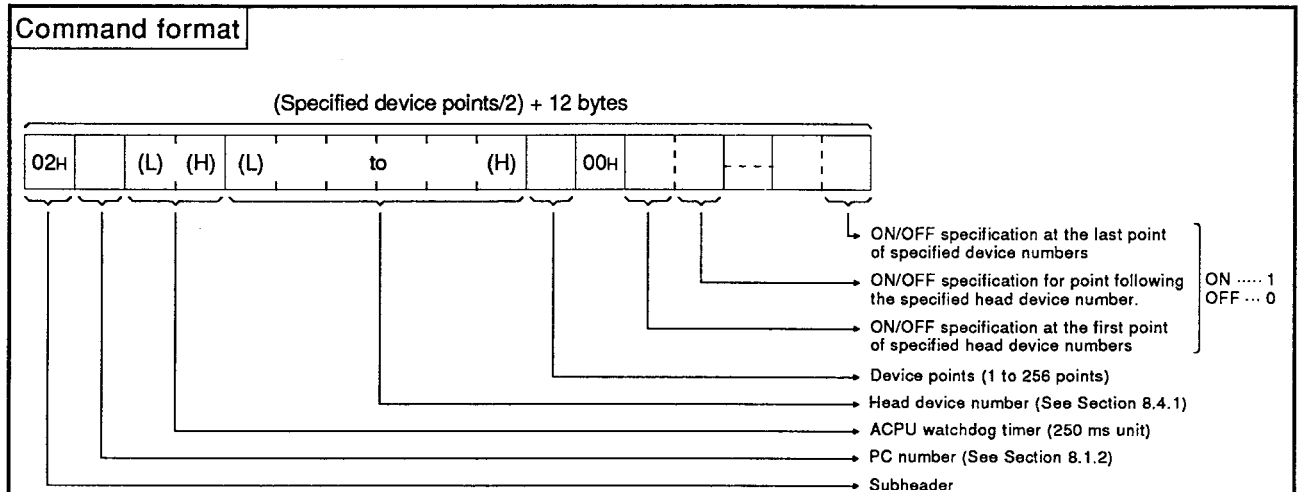 Command format
(Specified device points/2) + 12 bytes
02H (L) (H) (L) to (H) 00H
ON/OFF specification at the last point
of specified device numbers
ON/OFF specification for point following
the specified head device number.
ON ····· 1
OFF ··· 0
ON/OFF specification at the first point
of specified head device numbers
Device points (1 to 256 points)
Head device number (See Section 8.4.1)
ACPU watchdog timer (250 ms unit)
PC number (See Section 8.1.2)
Subheader